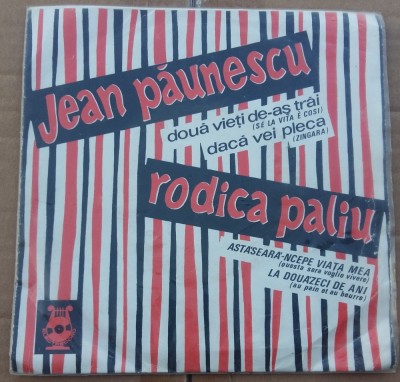 Jean păunescu
două vieți de-aș trăi
(SE LA VITA È COSI)
dacă vei pleca
(ZINGARA)
rodica paliu
ASTĂSEARĂ-NCEPE VIAȚA MEA
(questa sera voglio vivere)
LA DOUĂZECI DE ANI
(au pain et au beurre)